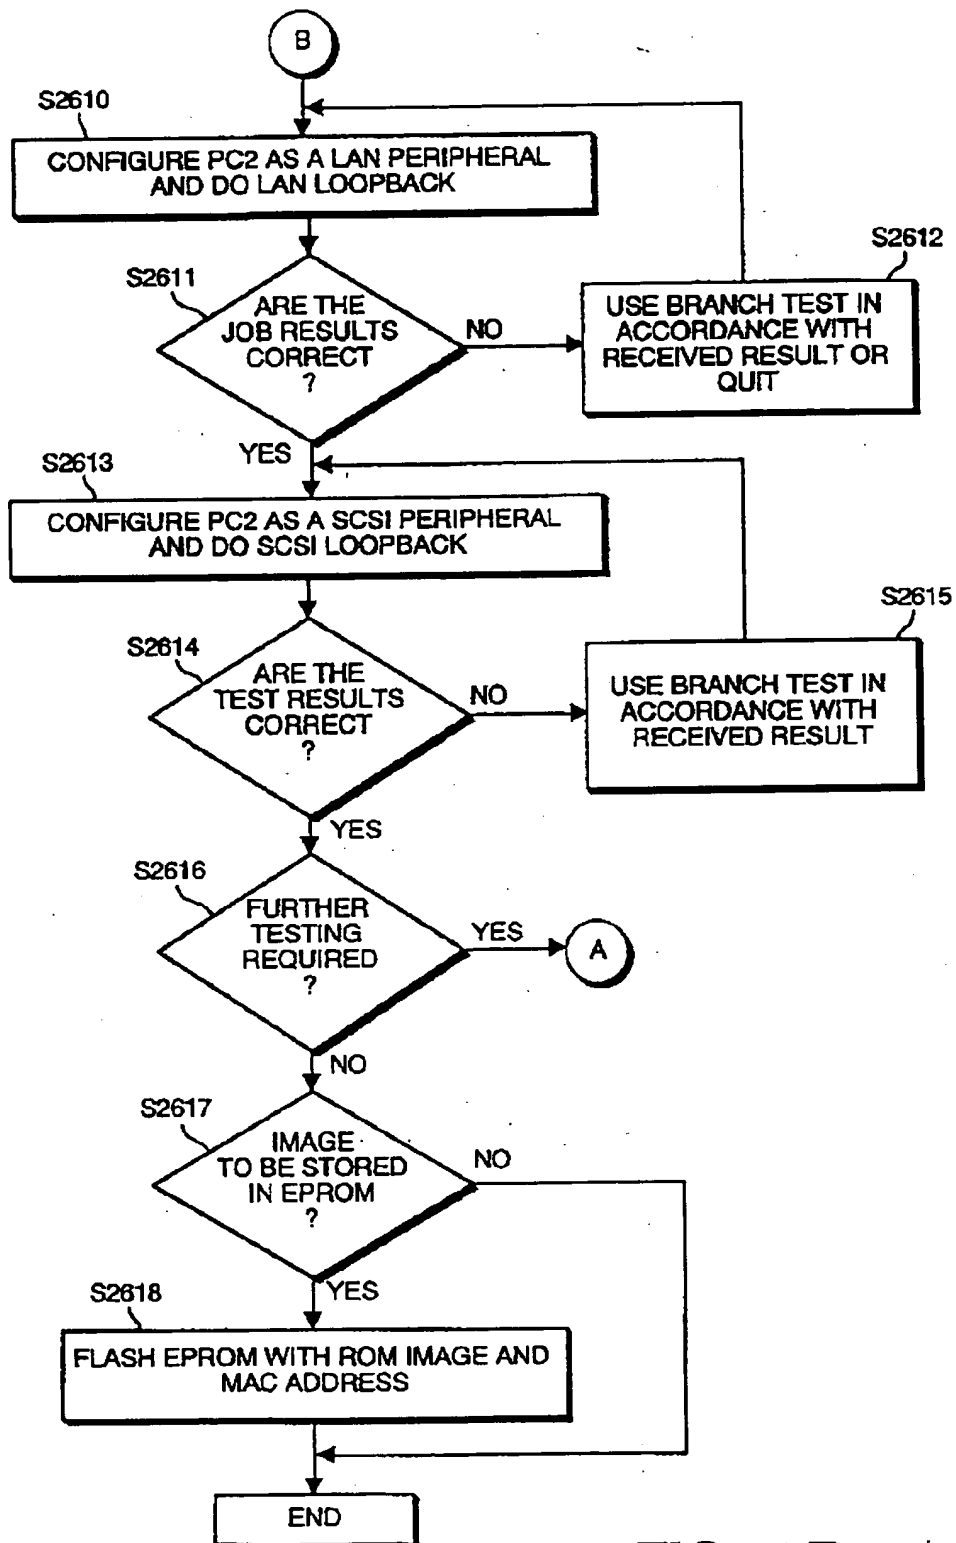 B
S2610
CONFIGURE PC2 AS A LAN PERIPHERAL
AND DO LAN LOOPBACK
S2611
ARE THE
JOB RESULTS
CORRECT
?
NO
S2612
USE BRANCH TEST IN
ACCORDANCE WITH
RECEIVED RESULT OR
QUIT
YES
S2613
CONFIGURE PC2 AS A SCSI PERIPHERAL
AND DO SCSI LOOPBACK
S2614
ARE THE
TEST RESULTS
CORRECT
?
NO
S2615
USE BRANCH TEST IN
ACCORDANCE WITH
RECEIVED RESULT
YES
S2616
FURTHER
TESTING
REQUIRED
?
YES
A
NO
S2617
IMAGE
TO BE STORED
IN EPROM
?
NO
YES
S2618
FLASH EPROM WITH ROM IMAGE AND
MAC ADDRESS
END